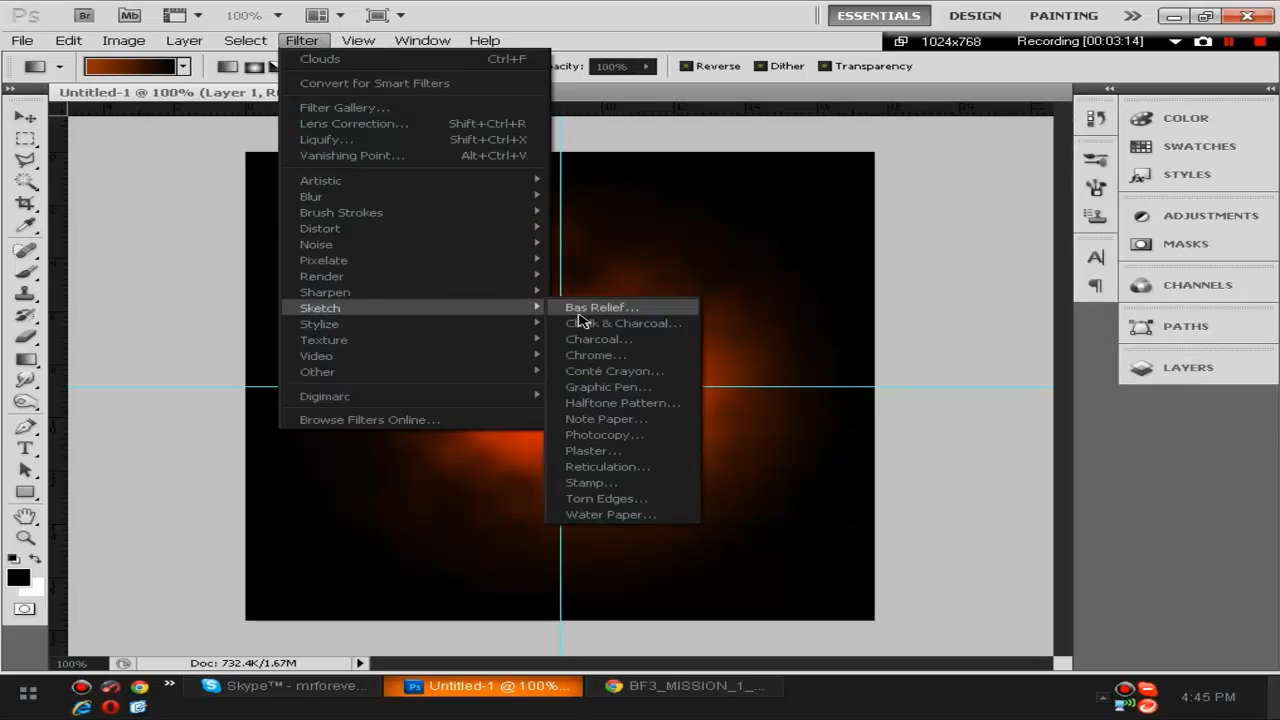 Ps Br Mb 100% ESSENTIALS DESIGN PAINTING
File Edit Image Layer Select Filter View Window Help
1024x768 Recording [00:03:14]
100% Reverse Dither Transparency
Untitled-1 @ 100% (Layer 1,
Clouds Ctrl+F
Convert for Smart Filters
Filter Gallery...
Lens Correction... Shift+Ctrl+R
Liquify... Shift+Ctrl+X
Vanishing Point... Alt+Ctrl+V
Artistic
Blur
Brush Strokes
Distort
Noise
Pixelate
Render
Sharpen
Sketch
Stylize
Texture
Video
Other
Digimarc
Browse Filters Online...
Bas Relief...
Chalk & Charcoal...
Charcoal...
Chrome...
Conté Crayon...
Graphic Pen...
Halftone Pattern...
Note Paper...
Photocopy...
Plaster...
Reticulation...
Stamp...
Torn Edges...
Water Paper...
COLOR
SWATCHES
STYLES
ADJUSTMENTS
MASKS
CHANNELS
PATHS
LAYERS
100% Doc: 732.4K/1.67M
Skype™ - mrforeve...
Untitled-1 @ 100%...
BF3_MISSION_1_...
4:45 PM